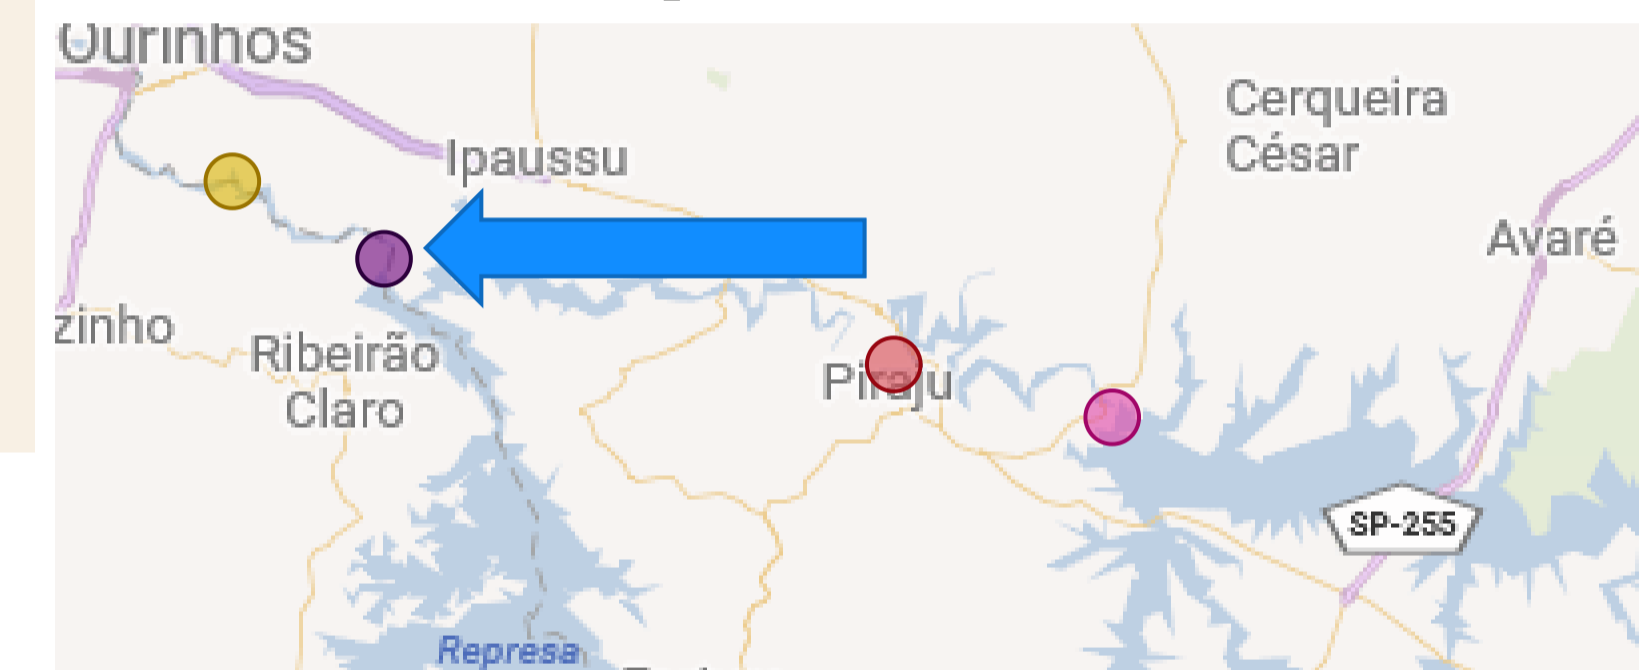 Ourinhos
Cerqueira
César
Ipaussu
Avaré
zinho
Ribeirão
Claro
Piraju
SP-255
Represa